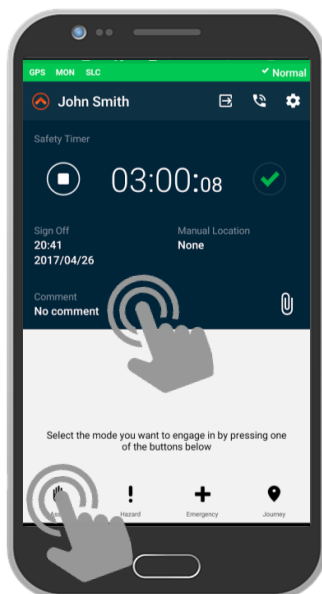 GPS MON SLC Normal
John Smith
Safety Timer
03:00:08
Sign Off Manual Location
20:41 None
2017/04/26
Comment
No comment
Select the mode you want to engage in by pressing one
of the buttons below
Hazard Emergency Journey